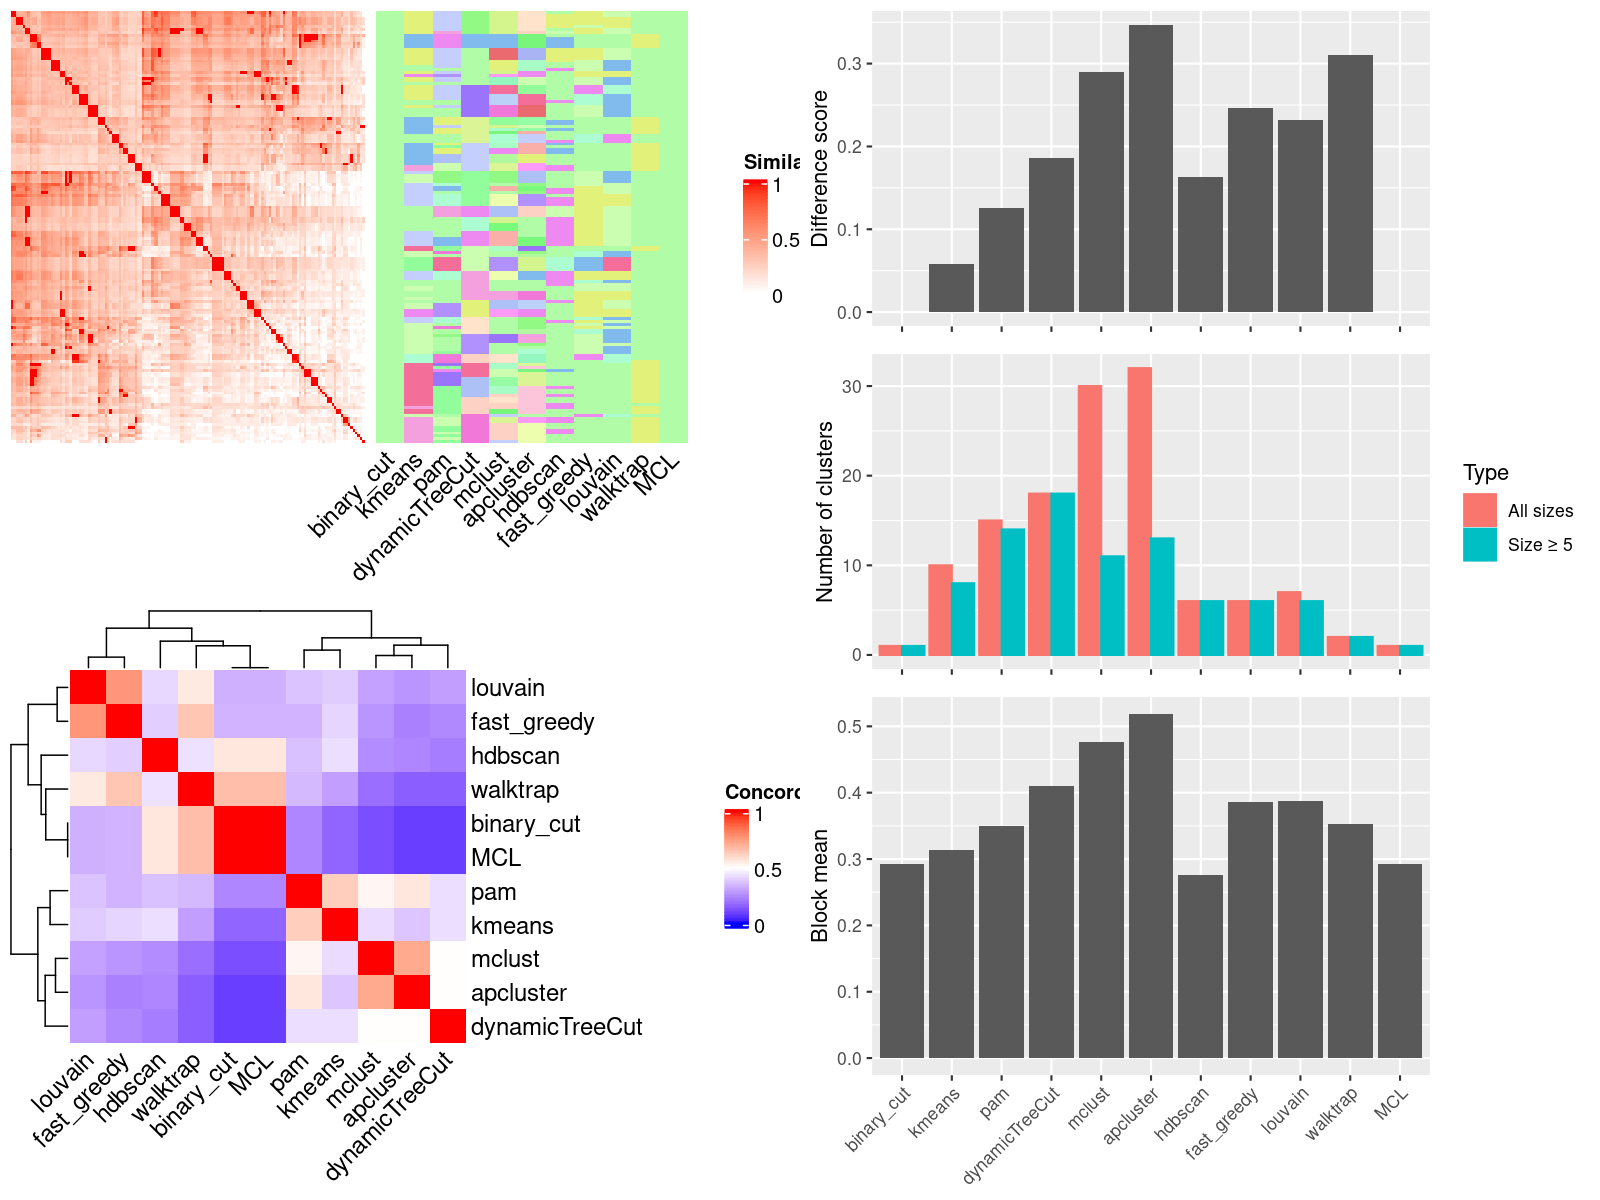 Simila
1
0.5
0
binary_cut
kmeans
pam
dynamicTreeCut
mclust
apcluster
hdbscan
fast_greedy
louvain
walktrap
MCL
louvain
fast_greedy
hdbscan
walktrap
binary_cut
MCL
pam
kmeans
mclust
apcluster
dynamicTreeCut
louvain
fast_greedy
hdbscan
walktrap
binary_cut
MCL
pam
kmeans
mclust
apcluster
dynamicTreeCut
Concord
1
0.5
0
Difference score
0.3
0.2
0.1
0.0
Number of clusters
30
20
10
0
Type
All sizes
Size ≥ 5
Block mean
0.5
0.4
0.3
0.2
0.1
0.0
binary_cut
kmeans
pam
dynamicTreeCut
mclust
apcluster
hdbscan
fast_greedy
louvain
walktrap
MCL